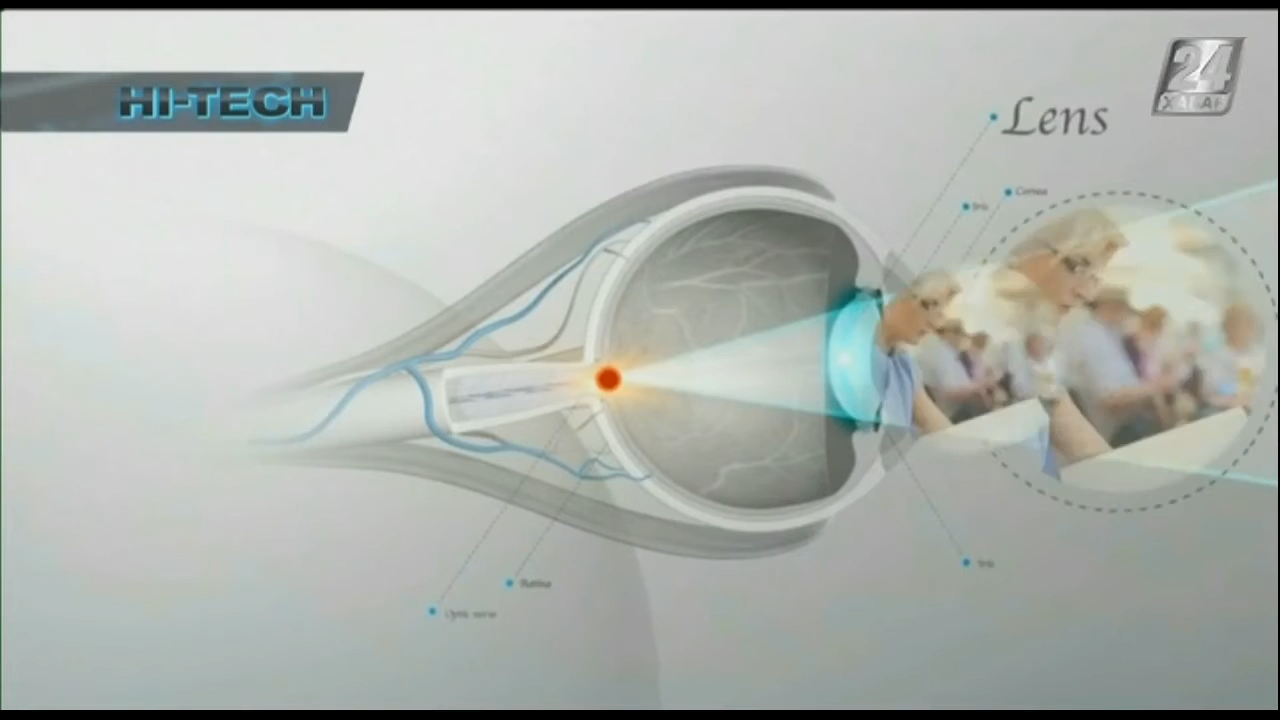 HI-TECH
24
ХАБАР
Lens
Cornea
Iris
Iris
Retina
Optic nerve